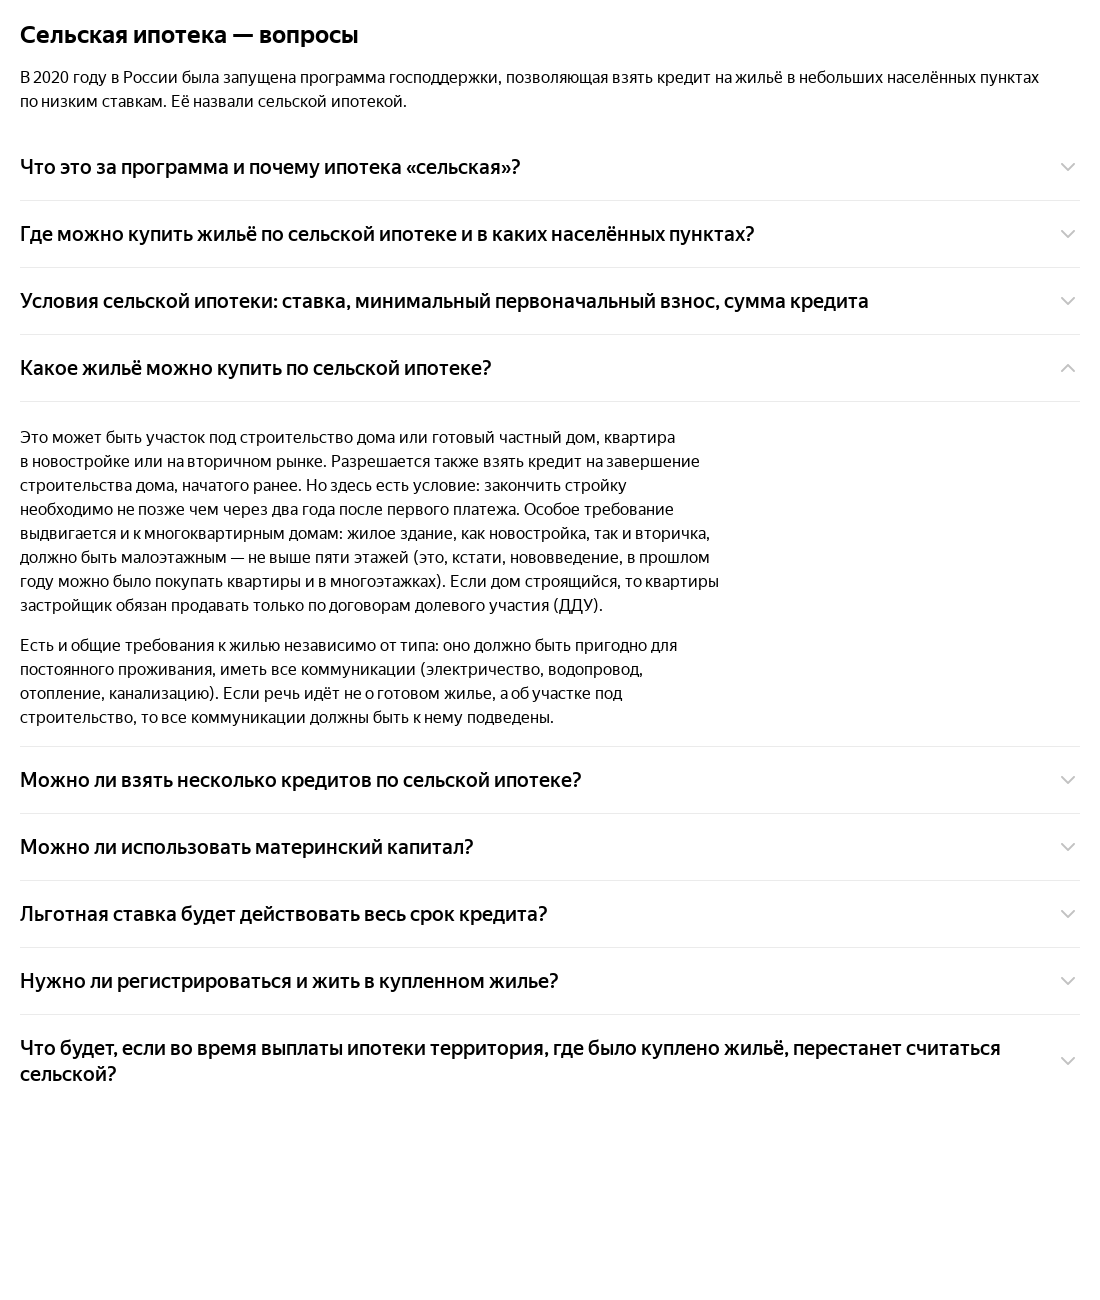 Сельская ипотека — вопросы
В 2020 году в России была запущена программа господдержки, позволяющая взять кредит на жильё в небольших населённых пунктах
по низким ставкам. Её назвали сельской ипотекой.
Что это за программа и почему ипотека «сельская»?
Где можно купить жильё по сельской ипотеке и в каких населённых пунктах?
Условия сельской ипотеки: ставка, минимальный первоначальный взнос, сумма кредита
Какое жильё можно купить по сельской ипотеке?
Это может быть участок под строительство дома или готовый частный дом, квартира
в новостройке или на вторичном рынке. Разрешается также взять кредит на завершение
строительства дома, начатого ранее. Но здесь есть условие: закончить стройку
необходимо не позже чем через два года после первого платежа. Особое требование
выдвигается и к многоквартирным домам: жилое здание, как новостройка, так и вторичка,
должно быть малоэтажным — не выше пяти этажей (это, кстати, нововведение, в прошлом
году можно было покупать квартиры и в многоэтажках). Если дом строящийся, то квартиры
застройщик обязан продавать только по договорам долевого участия (ДДУ).
Есть и общие требования к жилью независимо от типа: оно должно быть пригодно для
постоянного проживания, иметь все коммуникации (электричество, водопровод,
отопление, канализацию). Если речь идёт не о готовом жилье, а об участке под
строительство, то все коммуникации должны быть к нему подведены.
Можно ли взять несколько кредитов по сельской ипотеке?
Можно ли использовать материнский капитал?
Льготная ставка будет действовать весь срок кредита?
Нужно ли регистрироваться и жить в купленном жилье?
Что будет, если во время выплаты ипотеки территория, где было куплено жильё, перестанет считаться
сельской?